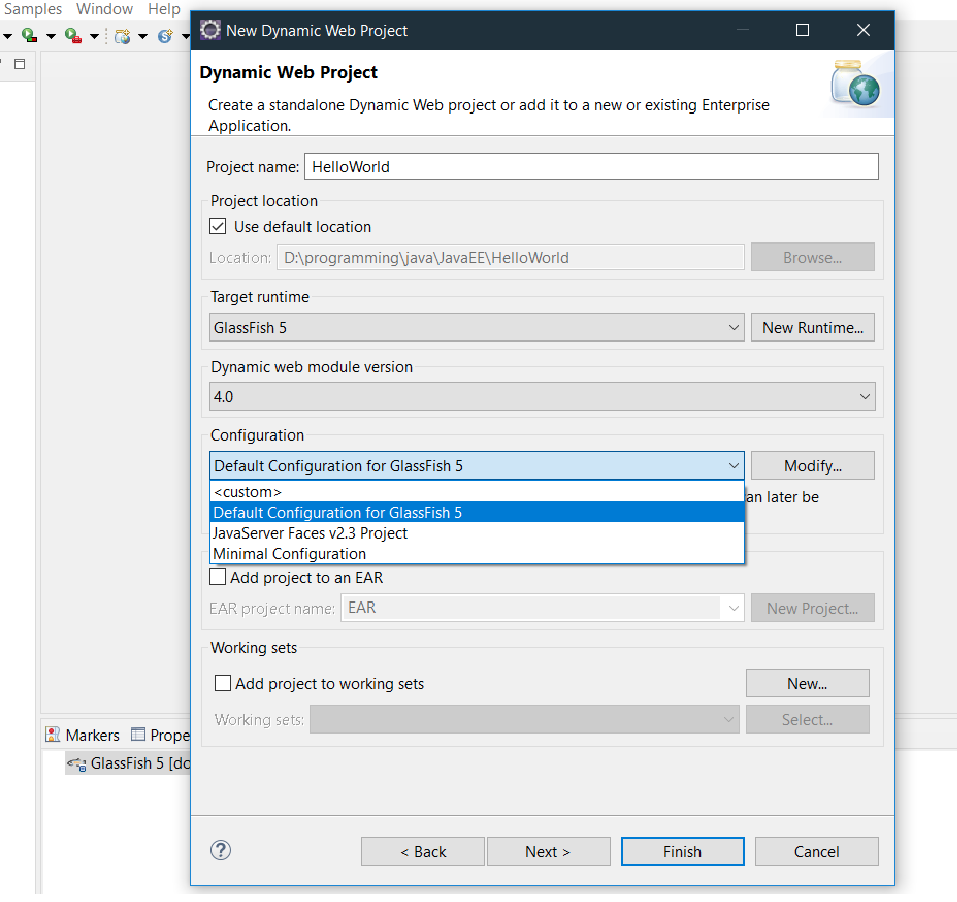 Samples Window Help
New Dynamic Web Project
Dynamic Web Project
Create a standalone Dynamic Web project or add it to a new or existing Enterprise
Application.
Project name: HelloWorld
Project location
Use default location
Location: D:\programming\java\JavaEE\HelloWorld Browse...
Target runtime
GlassFish 5 New Runtime...
Dynamic web module version
4.0
Configuration
Default Configuration for GlassFish 5 Modify...
<custom>
an later be
Default Configuration for GlassFish 5
JavaServer Faces v2.3 Project
Minimal Configuration
Add project to an EAR
EAR project name: EAR New Project...
Working sets
Add project to working sets New...
Working sets: Select...
Markers Prope
GlassFish 5 [do
? < Back Next > Finish Cancel